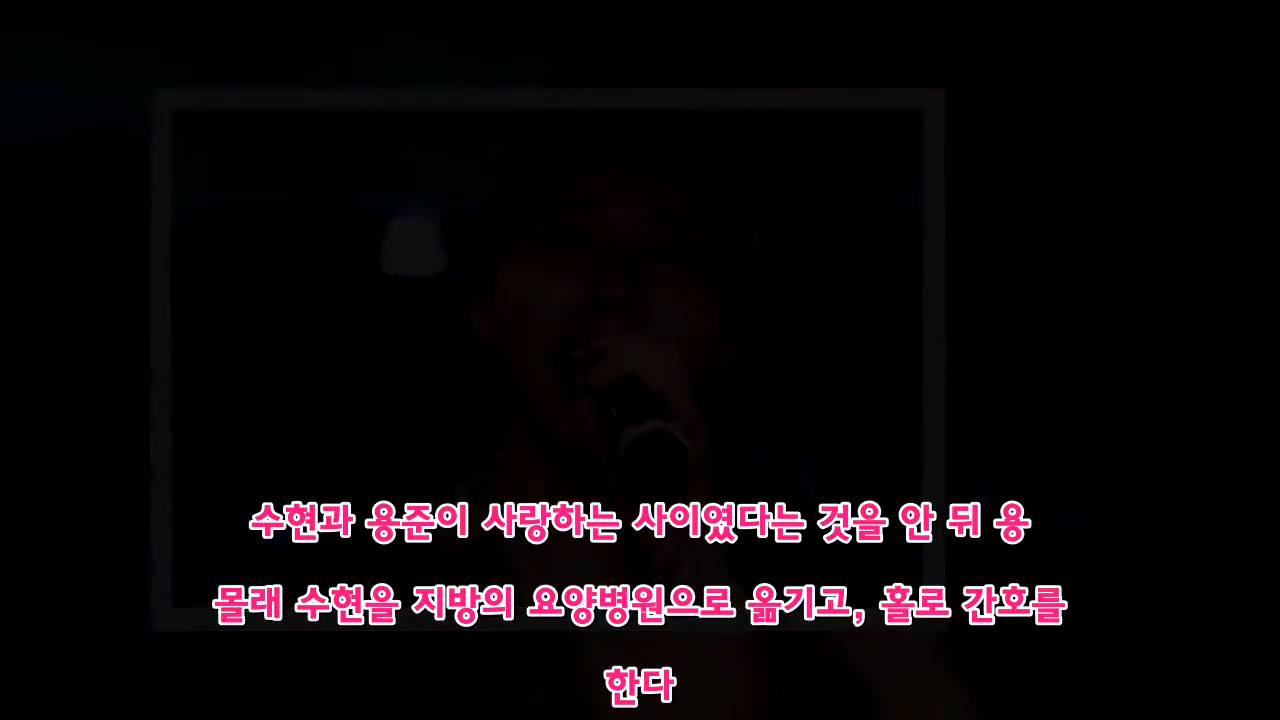 수현과 용준이 사랑하는 사이였다는 것을 안 뒤 용
몰래 수현을 지방의 요양병원으로 옮기고, 홀로 간호를
한다